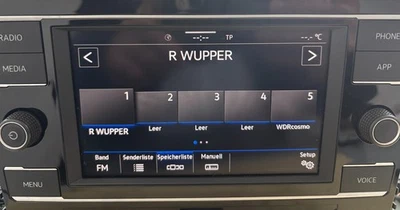 RADIO
MEDIA
MENU
PHONE
APP
VOICE
--:-- TP --,- °C
< R WUPPER >
1 2 3 4 5
R WUPPER Leer Leer Leer WDRcosmo
Band Senderliste Speicherliste Manuell Setup
FM